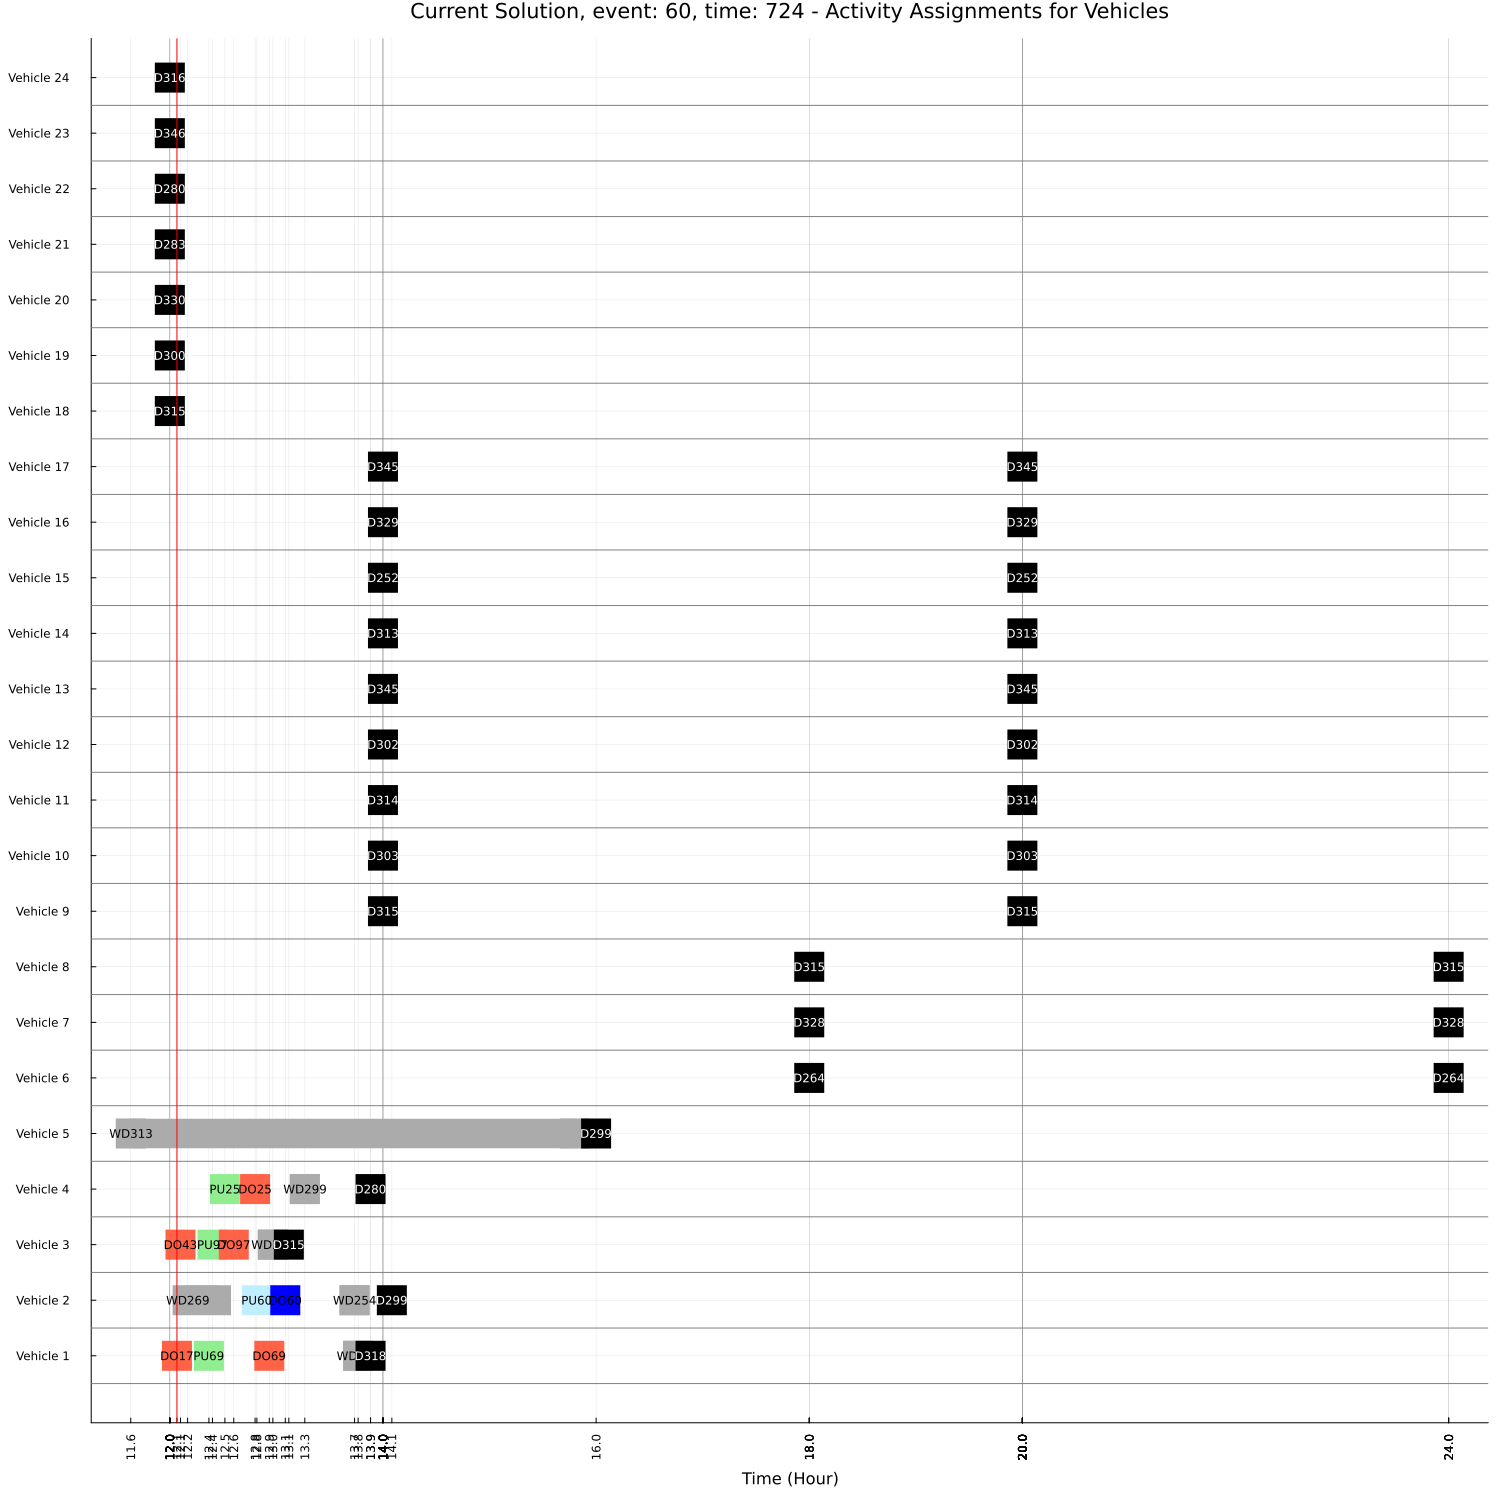 Current Solution, event: 60, time: 724 - Activity Assignments for Vehicles
Vehicle 24 D316
Vehicle 23 D346
Vehicle 22 D280
Vehicle 21 D283
Vehicle 20 D330
Vehicle 19 D300
Vehicle 18 D315
Vehicle 17 D345 D345
Vehicle 16 D329 D329
Vehicle 15 D252 D252
Vehicle 14 D313 D313
Vehicle 13 D345 D345
Vehicle 12 D302 D302
Vehicle 11 D314 D314
Vehicle 10 D303 D303
Vehicle 9 D315 D315
Vehicle 8 D315 D315
Vehicle 7 D328 D328
Vehicle 6 D264 D264
Vehicle 5 WD313 D299
Vehicle 4 PU25 DO25 WD299 D280
Vehicle 3 DO43 PU97 DO97 WD D315
Vehicle 2 WD269 PU60 DO60 WD254 D299
Vehicle 1 DO17 PU69 DO69 WD D318
11.6 12.0 12.2 12.4 12.5 12.6 13.1 13.3 13.8 13.9 14.0 14.1 16.0 18.0 20.0 24.0
Time (Hour)